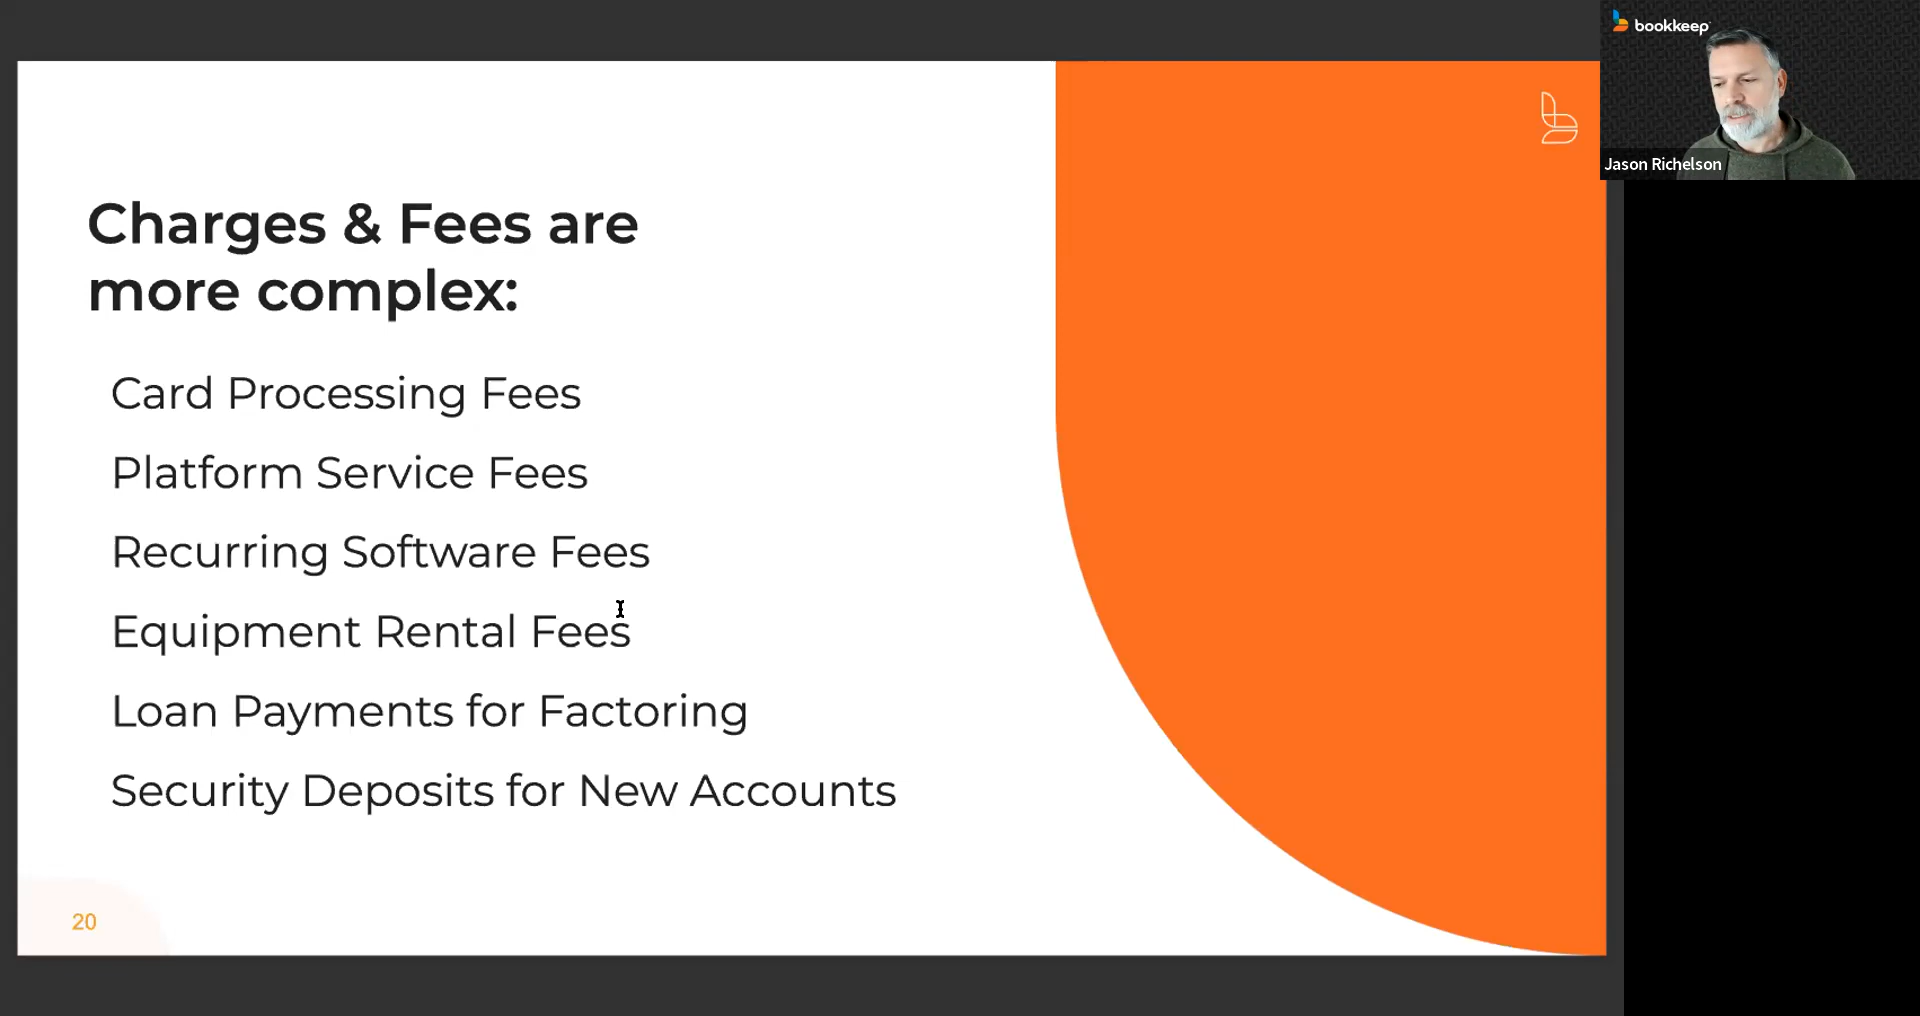 bookkeep
Jason Richelson
Charges & Fees are
more complex:
Card Processing Fees
Platform Service Fees
Recurring Software Fees
Equipment Rental Fees
Loan Payments for Factoring
Security Deposits for New Accounts
20